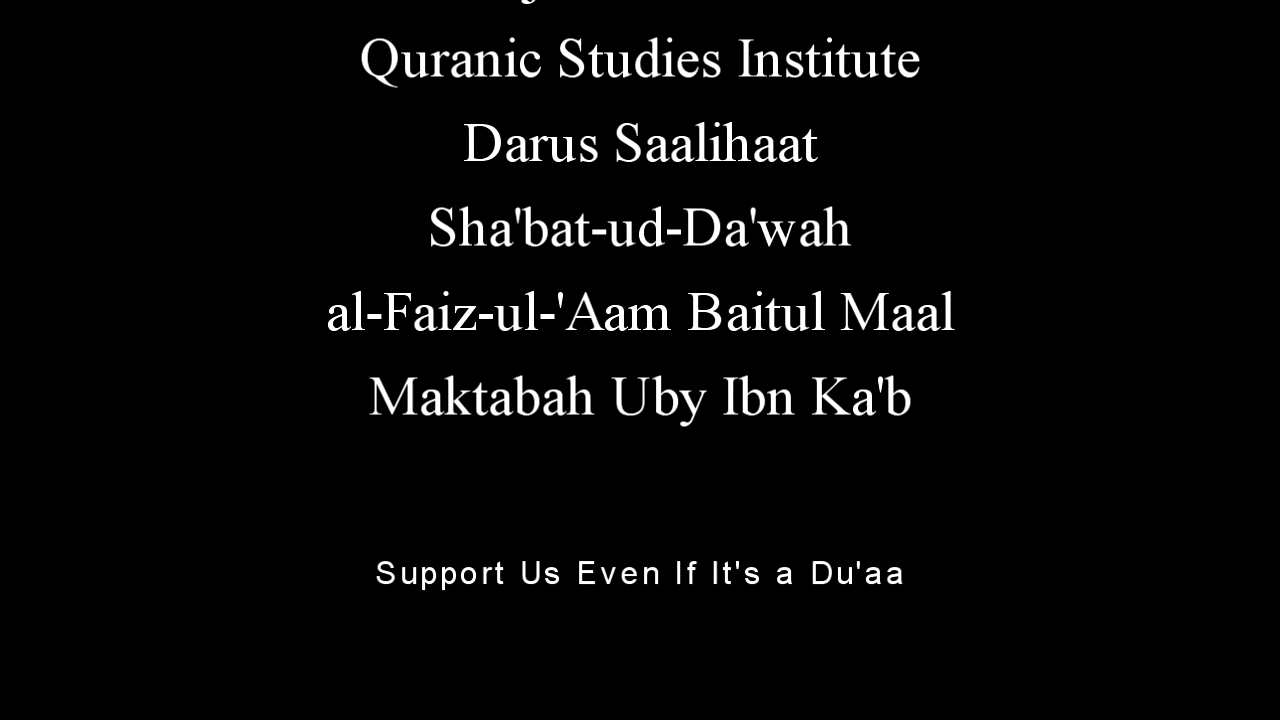 Quranic Studies Institute
Darus Saalihaat
Sha'bat-ud-Da'wah
al-Faiz-ul-'Aam Baitul Maal
Maktabah Uby Ibn Ka'b
Support Us Even If It's a Du'aa